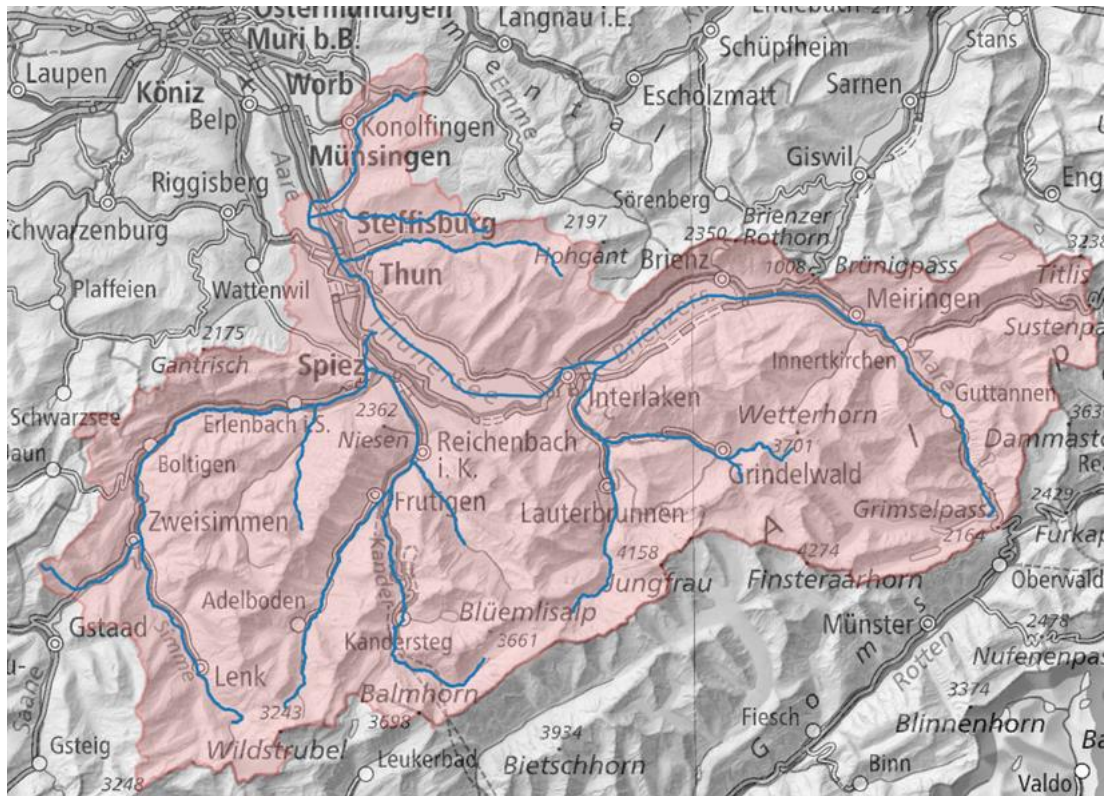 Ostermundigen
Langnau i.E.
Entlebuch
2119
Stans
Muri b.B.
Schüpfheim
Laupen
Worb
Sarnen
Köniz
Escholzmatt
Belp
Konolfingen
Emme
Münsingen
Giswil
Riggisberg
Aare
Sörenberg
Eng
Steffisburg
2197
Brienzer
Rothorn
2350
Schwarzenburg
Hohgant
Brienz
3238
Thun
1008
Brünigpass
Titlis
Plaffeien
Wattenwil
Meiringen
Sustenpa
2175
Gantrisch
Spiez
Innertkirchen
Aare
Interlaken
Guttannen
Schwarzsee
2362
Wetterhorn
Erlenbach i.S.
Niesen
Reichenbach
i. K.
3701
Dammasto
Boltigen
Grindelwald
Frutigen
2429
Zweisimmen
Lauterbrunnen
Grimselpass
2164
Kander
4158
4274
Furkap
Jungfrau
Finsteraarhorn
Oberwald
Adelboden
Blüemlisalp
Gstaad
Simme
Kandersteg
3661
Münster
2478
Lenk
Nufenenpass
Saane
Balmhorn
Rotten
3243
3698
3374
Fiesch
Blinnenhorn
Gsteig
Wildstrubel
3934
Leukerbad
Bietschhorn
Binn
3248
Valdo